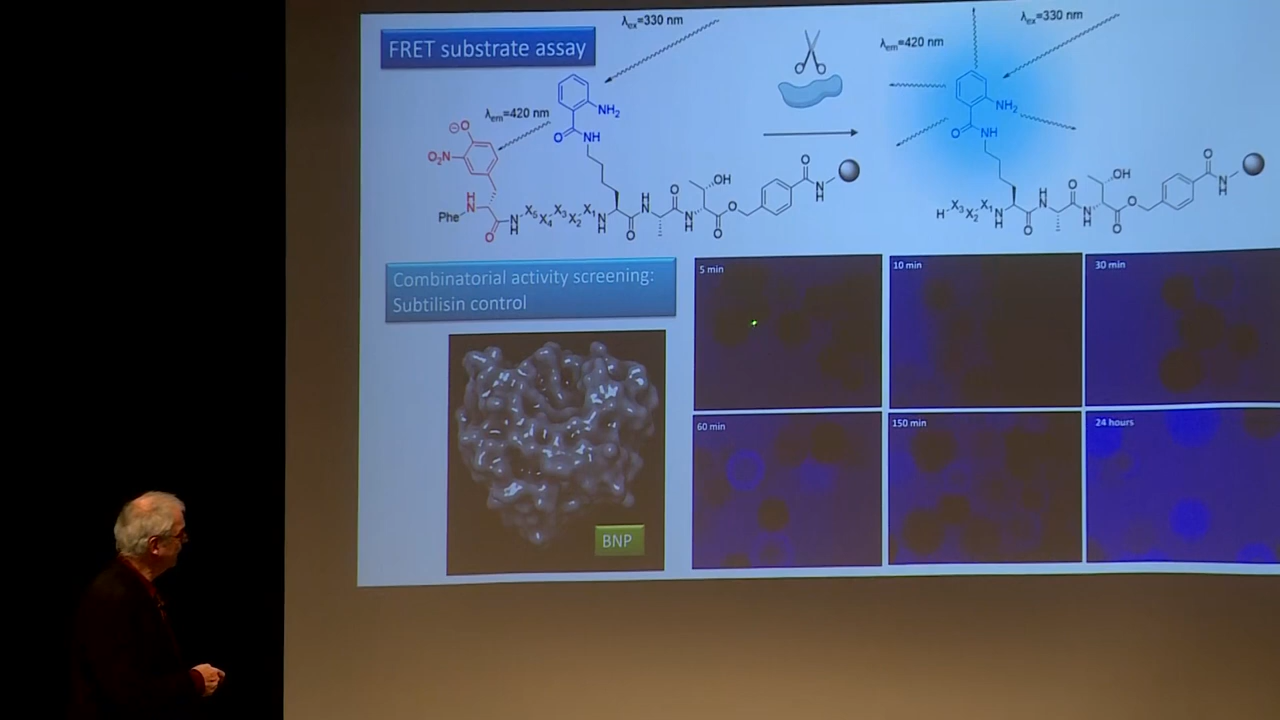 FRET substrate assay
λex=330 nm
λem=420 nm
NH2
O
NH
⊖O
O2N
Phe
H
N
O
N
H
X5 X4 X3 X2 X1
N
H
O
H
N
O
N
H
OH
O
O
O
N
H
λex=330 nm
λem=420 nm
NH2
O
NH
H
X3 X2 X1
N
H
O
H
N
O
N
H
OH
O
O
O
N
H
Combinatorial activity screening:
Subtilisin control
BNP
5 min
10 min
30 min
60 min
150 min
24 hours